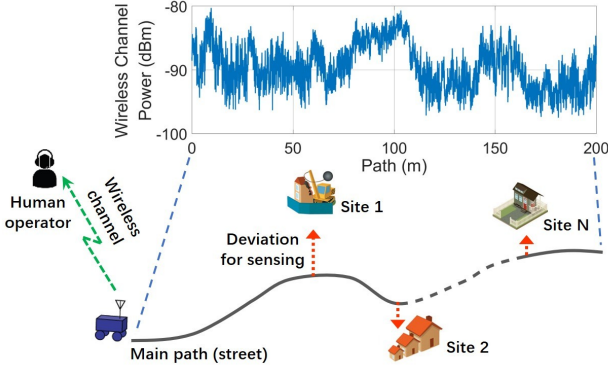 Wireless Channel
Power (dBm)
-80
-90
-100
0
50
100
150
200
Path (m)
Human
operator
Wireless
channel
Site 1
Deviation
for sensing
Site N
Site 2
Main path (street)